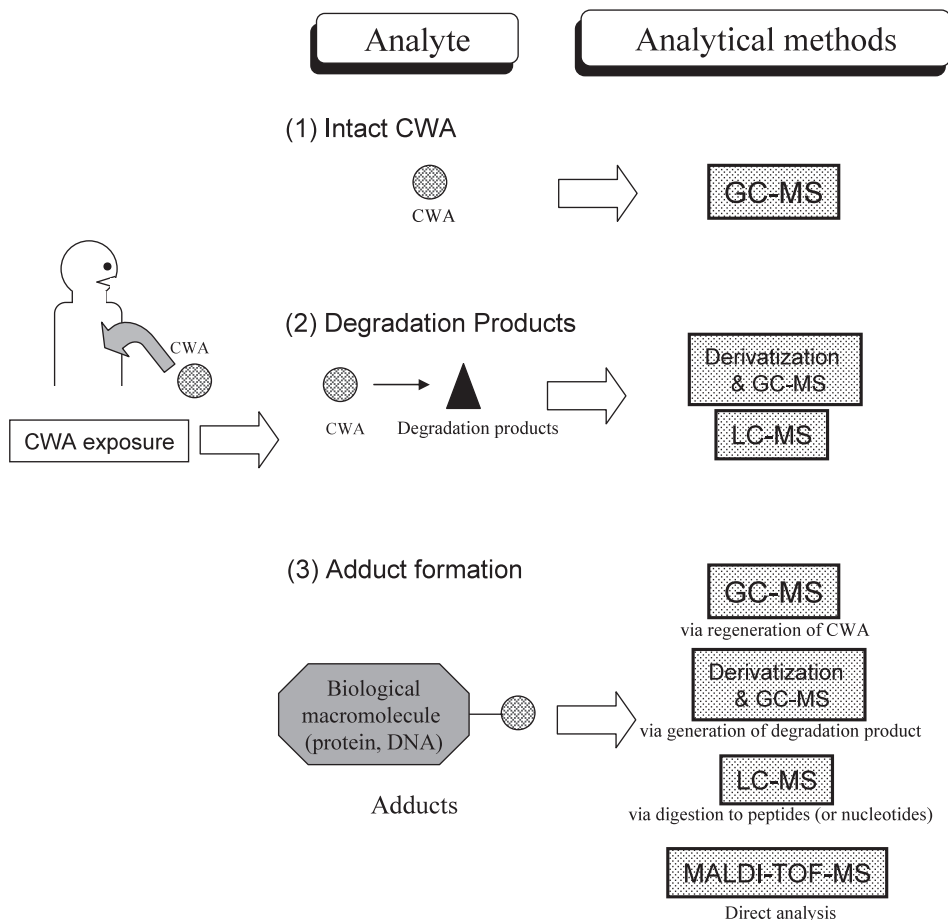 Analyte
Analytical methods
(1) Intact CWA
CWA
GC-MS
CWA
CWA exposure
(2) Degradation Products
CWA
Degradation products
Derivatization
& GC-MS
LC-MS
(3) Adduct formation
Biological
macromolecule
(protein, DNA)
Adducts
GC-MS
via regeneration of CWA
Derivatization
& GC-MS
via generation of degradation product
LC-MS
via digestion to peptides (or nucleotides)
MALDI-TOF-MS
Direct analysis